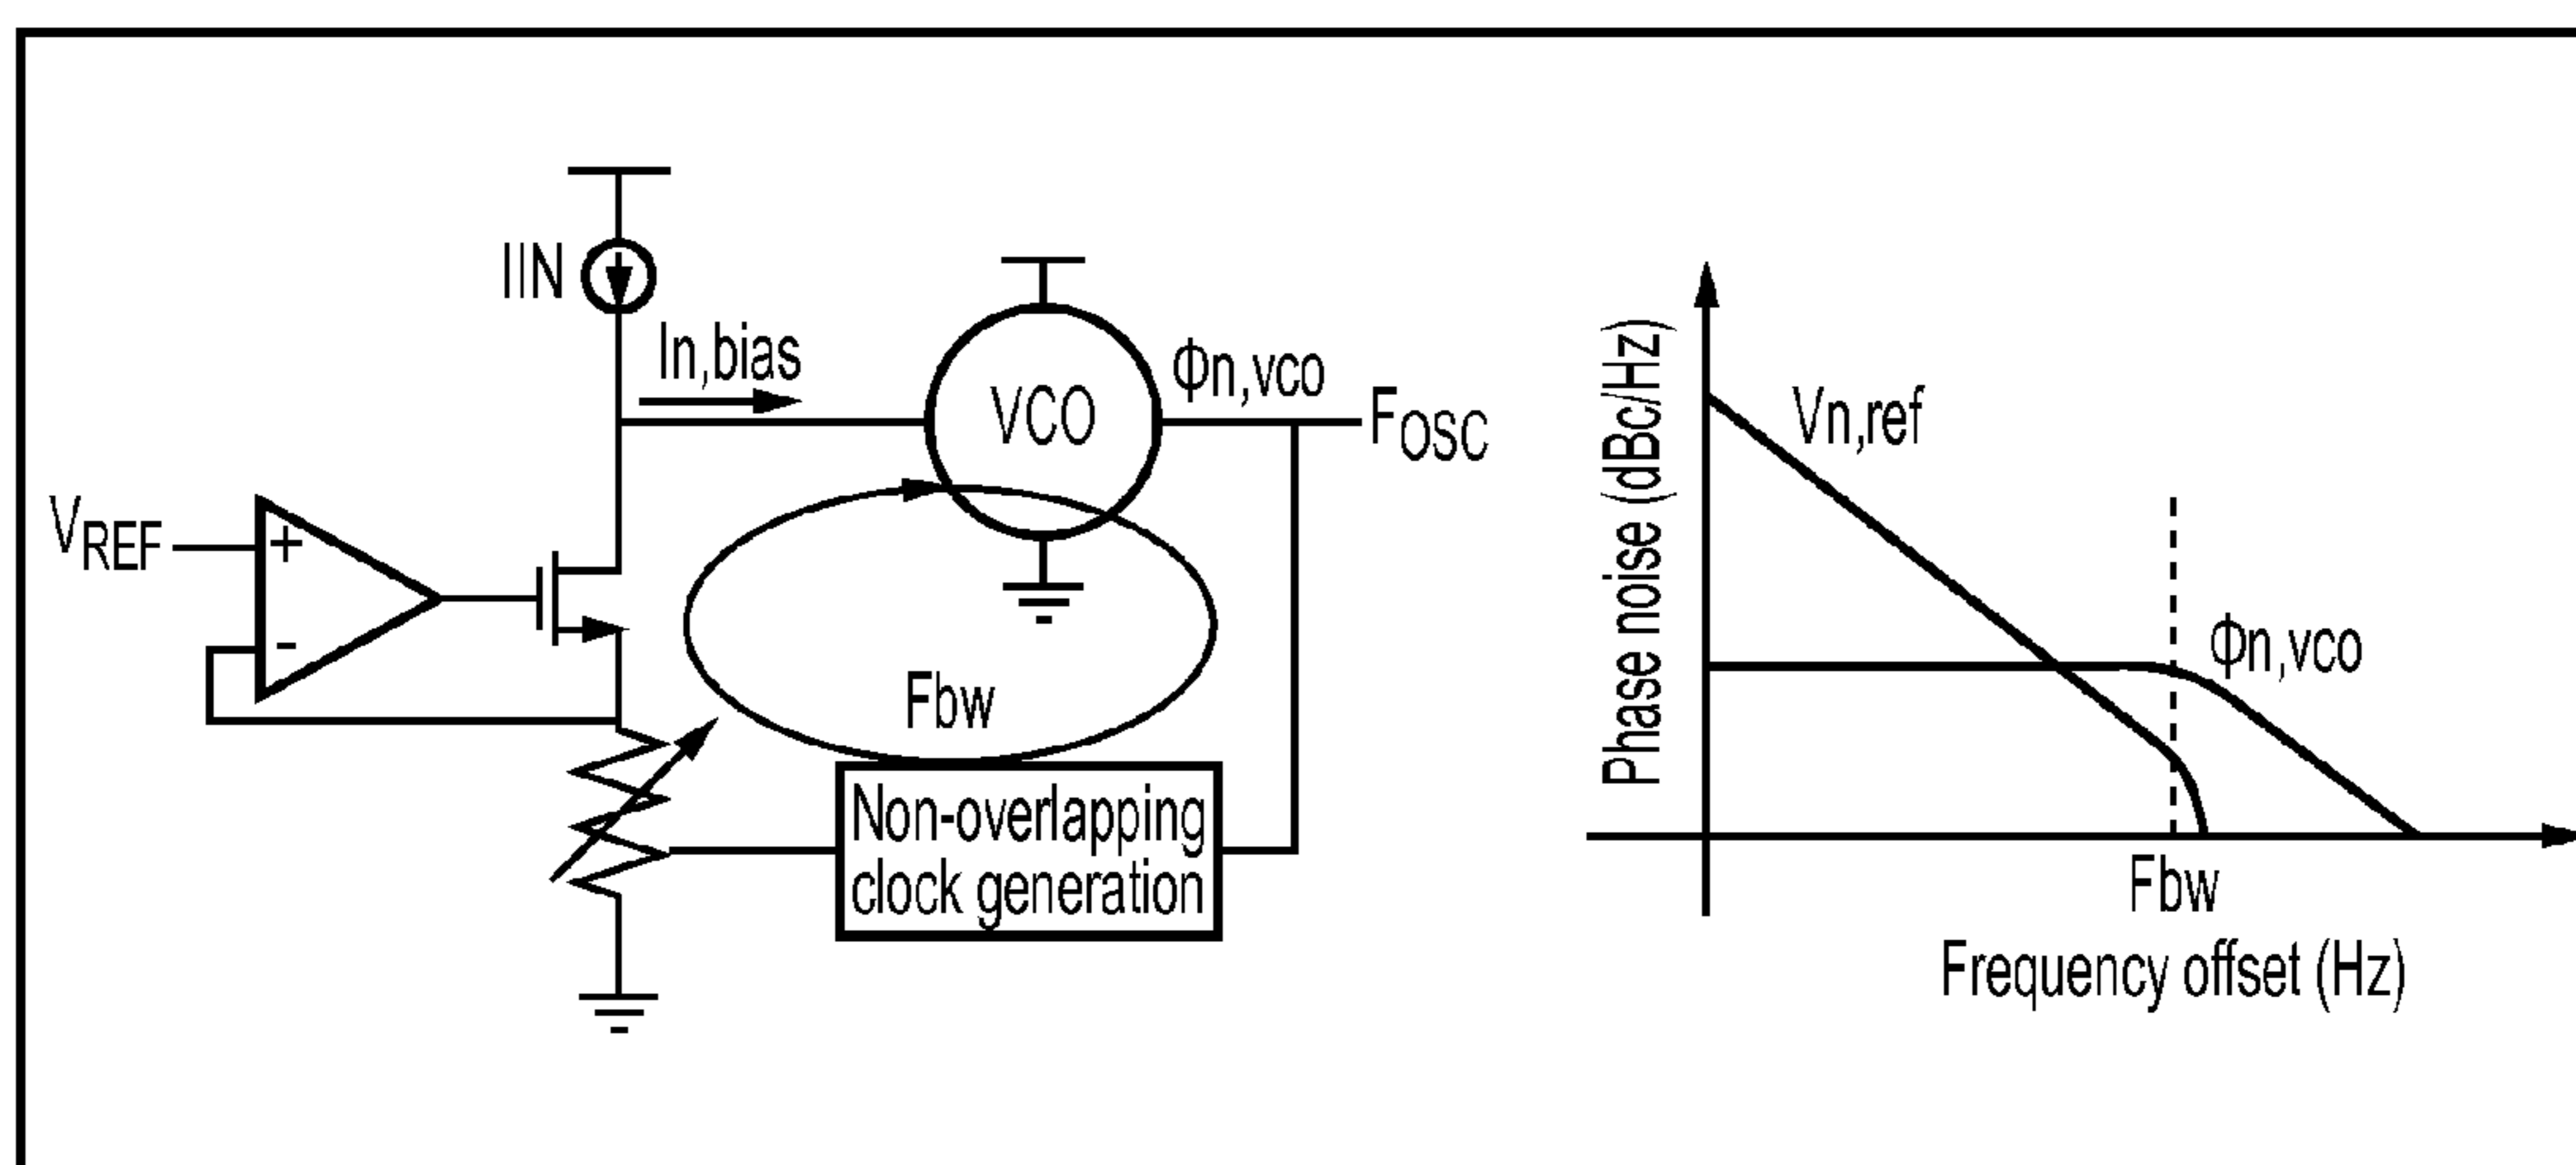 IIN
In,bias
VCO
Φn,vco
FOSC
VREF
+
-
Fbw
Non-overlapping
clock generation
Phase noise (dBc/Hz)
Vn,ref
Φn,vco
Fbw
Frequency offset (Hz)